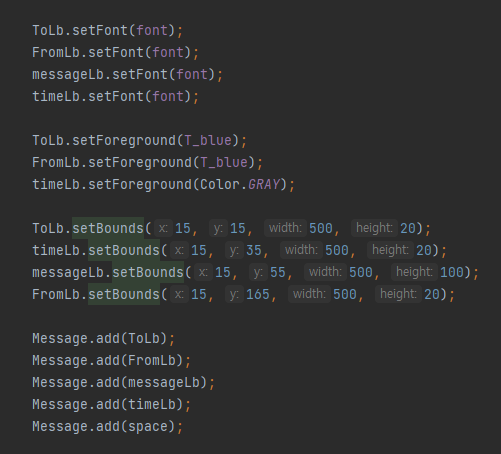 ToLb.setFont(font);
FromLb.setFont(font);
messageLb.setFont(font);
timeLb.setFont(font);
ToLb.setForeground(T_blue);
FromLb.setForeground(T_blue);
timeLb.setForeground(Color.GRAY);
ToLb.setBounds( x: 15, y: 15, width: 500, height: 20);
timeLb.setBounds( x: 15, y: 35, width: 500, height: 20);
messageLb.setBounds( x: 15, y: 55, width: 500, height: 100);
FromLb.setBounds( x: 15, y: 165, width: 500, height: 20);
Message.add(ToLb);
Message.add(FromLb);
Message.add(messageLb);
Message.add(timeLb);
Message.add(space);